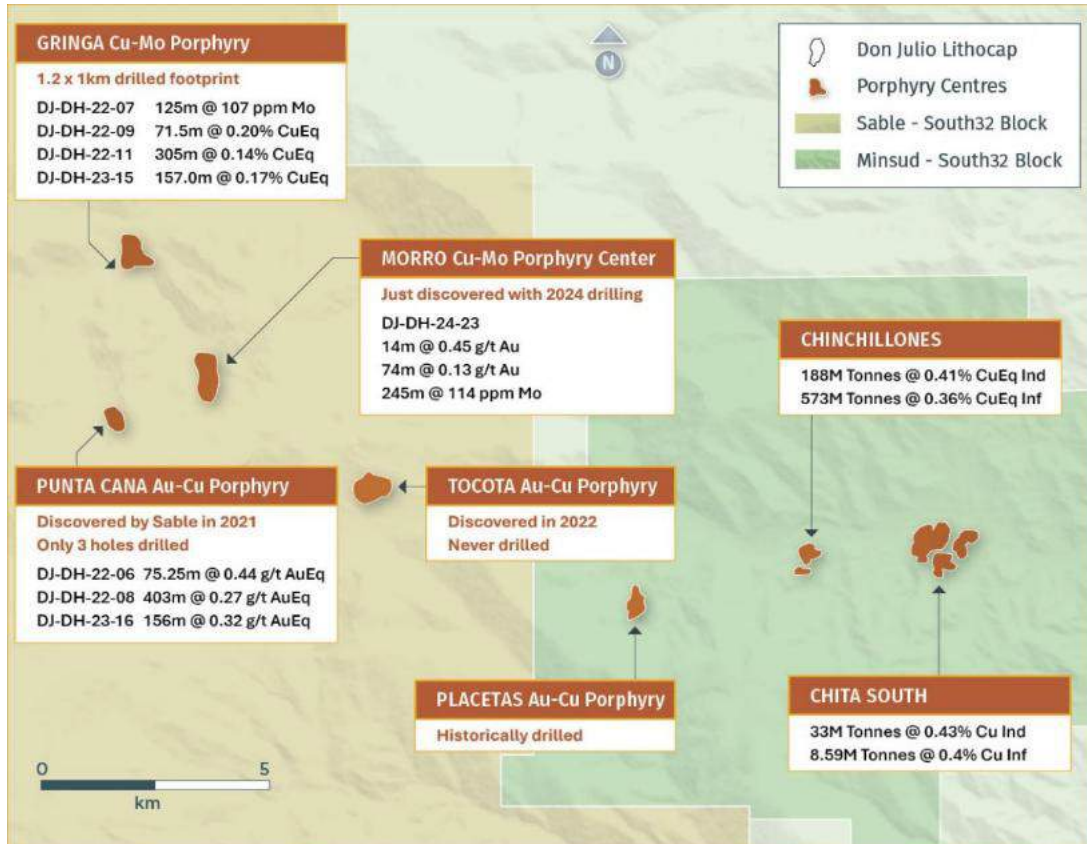 GRINGA Cu-Mo Porphyry
1.2 x 1km drilled footprint
DJ-DH-22-07 125m @ 107 ppm Mo
DJ-DH-22-09 71.5m @ 0.20% CuEq
DJ-DH-22-11 305m @ 0.14% CuEq
DJ-DH-23-15 157.0m @ 0.17% CuEq
N
Don Julio Lithocap
Porphyry Centres
Sable - South32 Block
Minsud - South32 Block
MORRO Cu-Mo Porphyry Center
Just discovered with 2024 drilling
DJ-DH-24-23
14m @ 0.45 g/t Au
74m @ 0.13 g/t Au
245m @ 114 ppm Mo
CHINCHILLONES
188M Tonnes @ 0.41% CuEq Ind
573M Tonnes @ 0.36% CuEq Inf
PUNTA CANA Au-Cu Porphyry
Discovered by Sable in 2021
Only 3 holes drilled
DJ-DH-22-06 75.25m @ 0.44 g/t AuEq
DJ-DH-22-08 403m @ 0.27 g/t AuEq
DJ-DH-23-16 156m @ 0.32 g/t AuEq
TOCOTA Au-Cu Porphyry
Discovered in 2022
Never drilled
PLACETAS Au-Cu Porphyry
Historically drilled
CHITA SOUTH
33M Tonnes @ 0.43% Cu Ind
8.59M Tonnes @ 0.4% Cu Inf
0 5
km